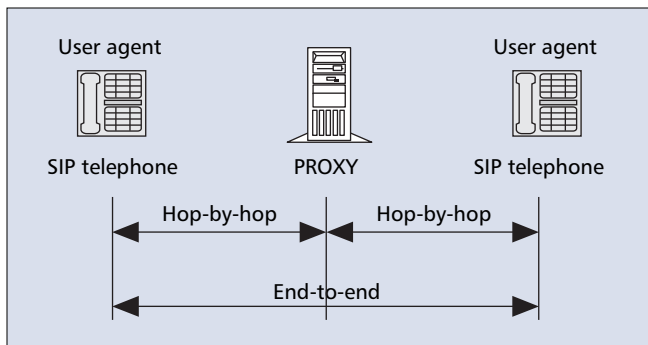 User agent
User agent
SIP telephone
PROXY
SIP telephone
Hop-by-hop
Hop-by-hop
End-to-end